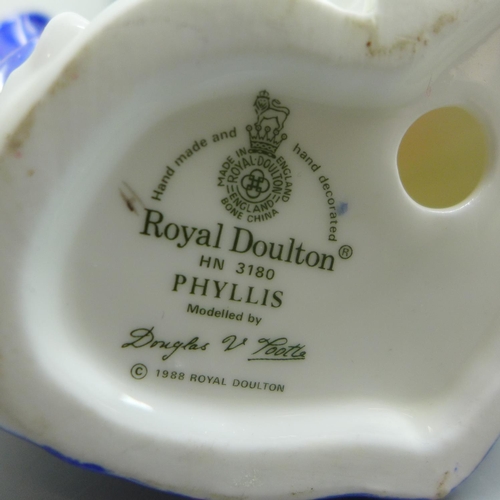 Hand made and hand decorated
MADE IN ENGLAND
ROYAL·DOULTON
ENGLAND
BONE CHINA
Royal Doulton®
HN 3180
PHYLLIS
Modelled by
Douglas V Tootle
© 1988 ROYAL DOULTON